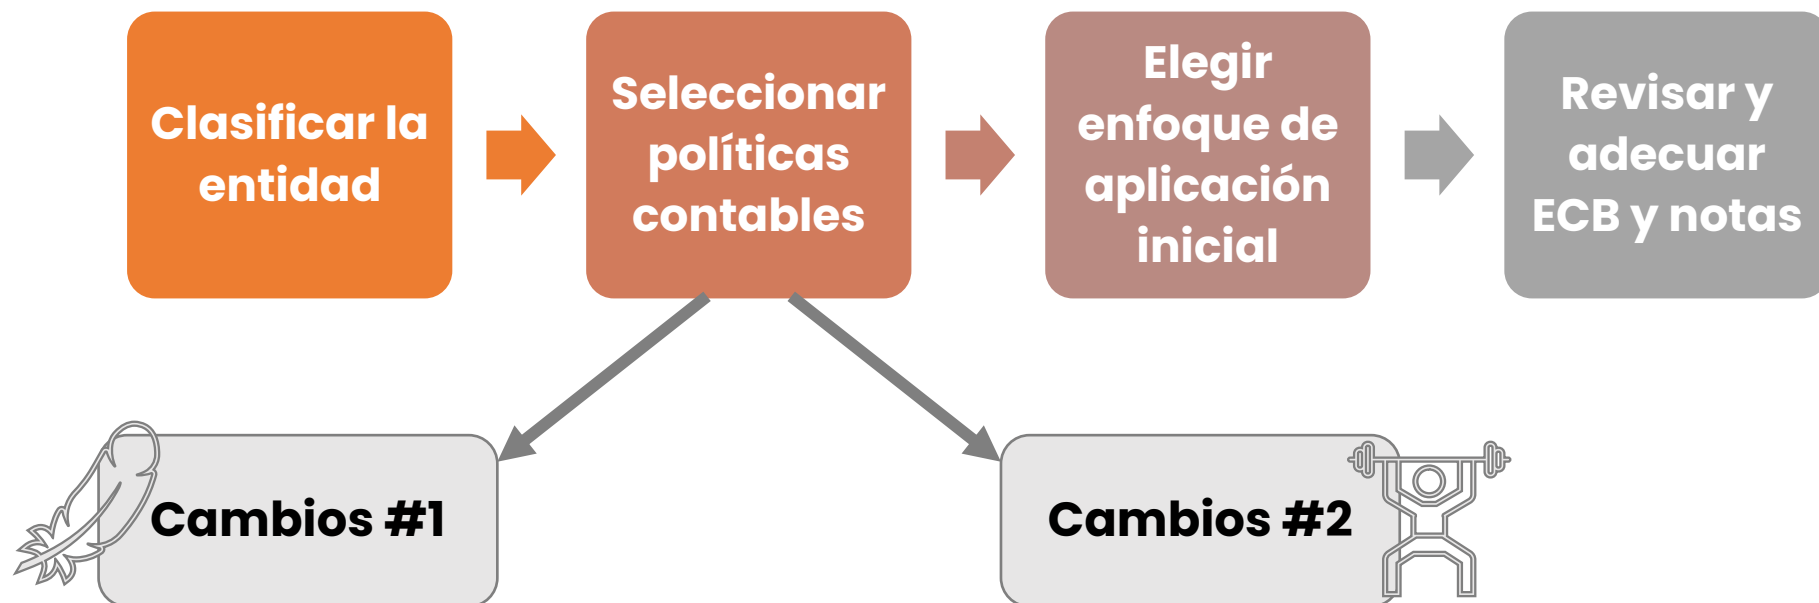 Clasificar la
entidad
Seleccionar
políticas
contables
Elegir
enfoque de
aplicación
inicial
Revisar y
adecuar
ECB y notas
Cambios #1
Cambios #2